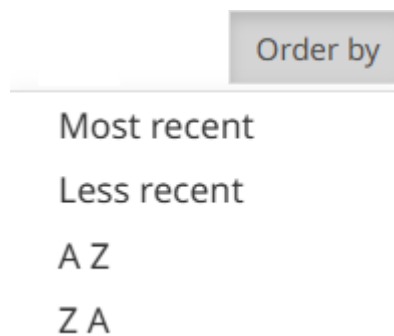 Order by
Most recent
Less recent
A Z
Z A